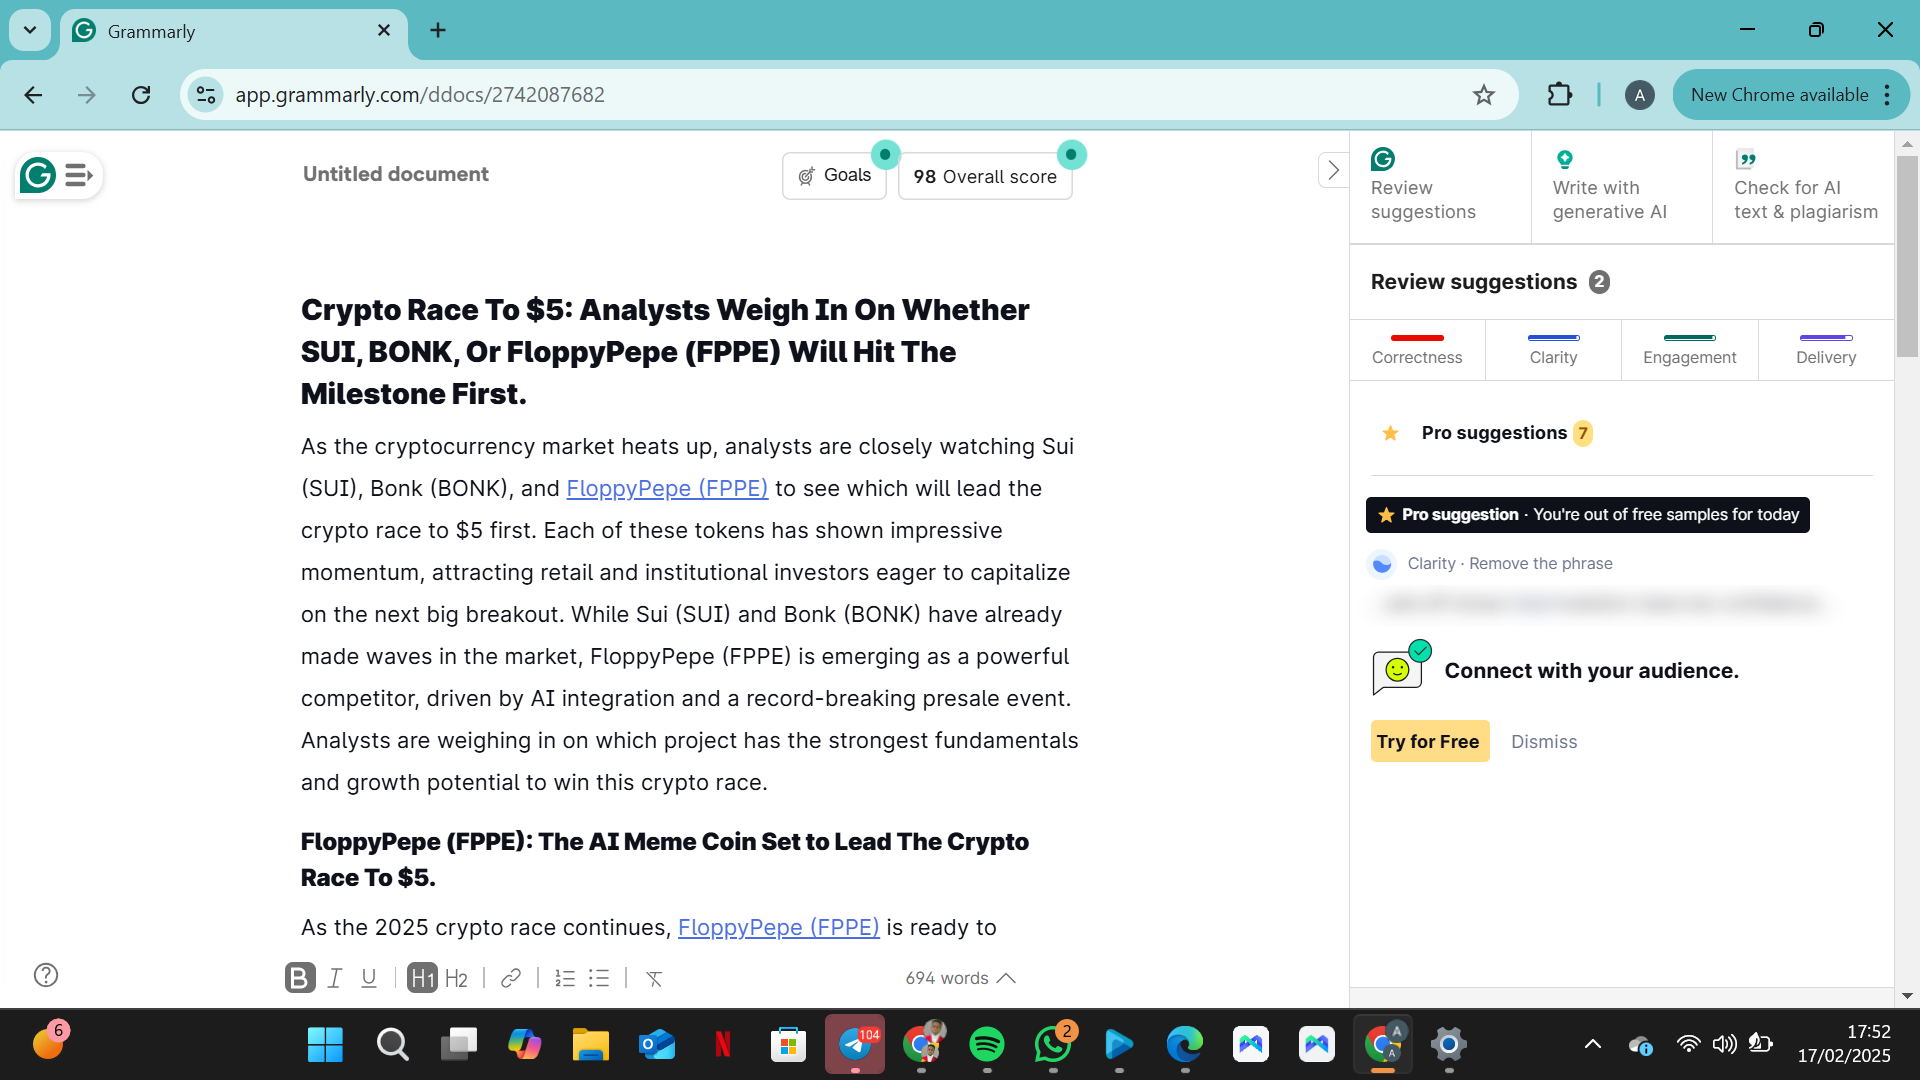 Grammarly
app.grammarly.com/ddocs/2742087682
A
New Chrome available
Untitled document
Goals
98 Overall score
Review suggestions
Write with generative AI
Check for AI text & plagiarism
Crypto Race To $5: Analysts Weigh In On Whether
SUI, BONK, Or FloppyPepe (FPPE) Will Hit The
Milestone First.
As the cryptocurrency market heats up, analysts are closely watching Sui
(SUI), Bonk (BONK), and FloppyPepe (FPPE) to see which will lead the
crypto race to $5 first. Each of these tokens has shown impressive
momentum, attracting retail and institutional investors eager to capitalize
on the next big breakout. While Sui (SUI) and Bonk (BONK) have already
made waves in the market, FloppyPepe (FPPE) is emerging as a powerful
competitor, driven by AI integration and a record-breaking presale event.
Analysts are weighing in on which project has the strongest fundamentals
and growth potential to win this crypto race.
FloppyPepe (FPPE): The AI Meme Coin Set to Lead The Crypto
Race To $5.
As the 2025 crypto race continues, FloppyPepe (FPPE) is ready to
B I U H1 H2
694 words
Review suggestions 2
Correctness
Clarity
Engagement
Delivery
Pro suggestions 7
Pro suggestion · You're out of free samples for today
Clarity · Remove the phrase
Connect with your audience.
Try for Free
Dismiss
6
104
2
A
A
17:52
17/02/2025